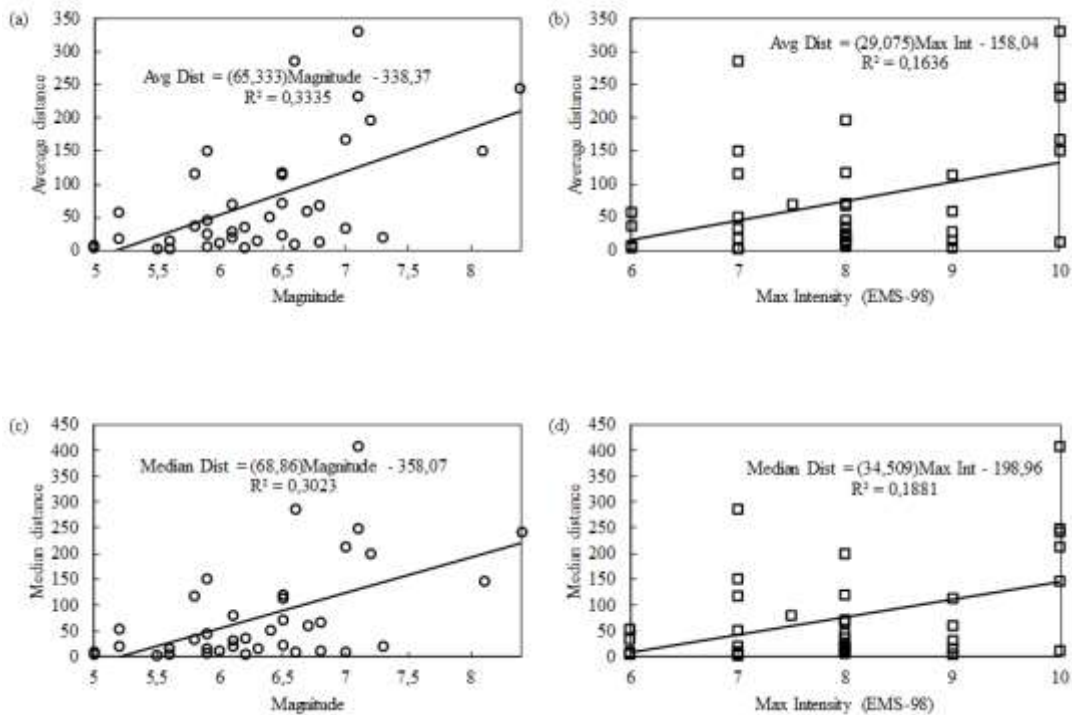 (a)
350
300
250
200
150
100
50
0
Average distance
Avg Dist = (65,333)Magnitude - 338,37
R² = 0,3335
5 5,5 6 6,5 7 7,5 8
Magnitude
(b)
350
300
250
200
150
100
50
0
Average distance
Avg Dist = (29,075)Max Int - 158,04
R² = 0,1636
6 7 8 9 10
Max Intensity (EMS-98)
(c)
450
400
350
300
250
200
150
100
50
0
Median distance
Median Dist = (68,86)Magnitude - 358,07
R² = 0,3023
5 5,5 6 6,5 7 7,5 8
Magnitude
(d)
450
400
350
300
250
200
150
100
50
0
Median distance
Median Dist = (34,509)Max Int - 198,96
R² = 0,1881
6 7 8 9 10
Max Intensity (EMS-98)